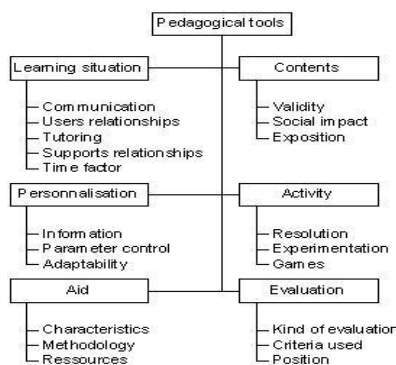 Pedagogical tools
Learning situation
Communication
Users relationships
Tutoring
Supports relationships
Time factor
Contents
Validity
Social impact
Exposition
Personnalisation
Information
Parameter control
Adaptability
Activity
Resolution
Experimentation
Games
Aid
Characteristics
Methodology
Ressources
Evaluation
Kind of evaluation
Criteria used
Position